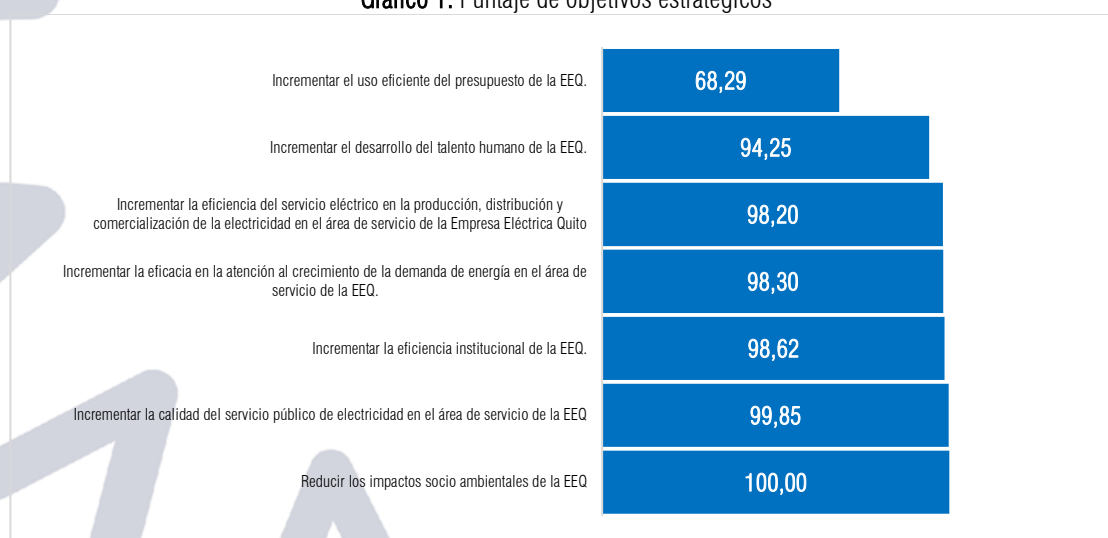 Gráfico 1. Puntaje de objetivos estratégicos
Incrementar el uso eficiente del presupuesto de la EEQ.
68,29
Incrementar el desarrollo del talento humano de la EEQ.
94,25
Incrementar la eficiencia del servicio eléctrico en la producción, distribución y
comercialización de la electricidad en el área de servicio de la Empresa Eléctrica Quito
98,20
Incrementar la eficacia en la atención al crecimiento de la demanda de energía en el área de
servicio de la EEQ.
98,30
Incrementar la eficiencia institucional de la EEQ.
98,62
Incrementar la calidad del servicio público de electricidad en el área de servicio de la EEQ
99,85
Reducir los impactos socio ambientales de la EEQ
100,00